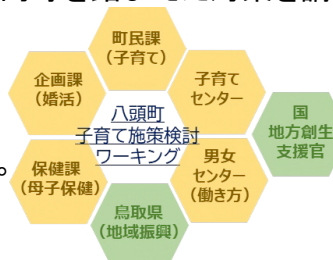 町民課
（子育て）
企画課
（婚活）
子育て
センター
八頭町
子育て施策検討
ワーキング
国
地方創生
支援官
。
保健課
（母子保健）
男女
センター
（働き方）
鳥取県
（地域振興）